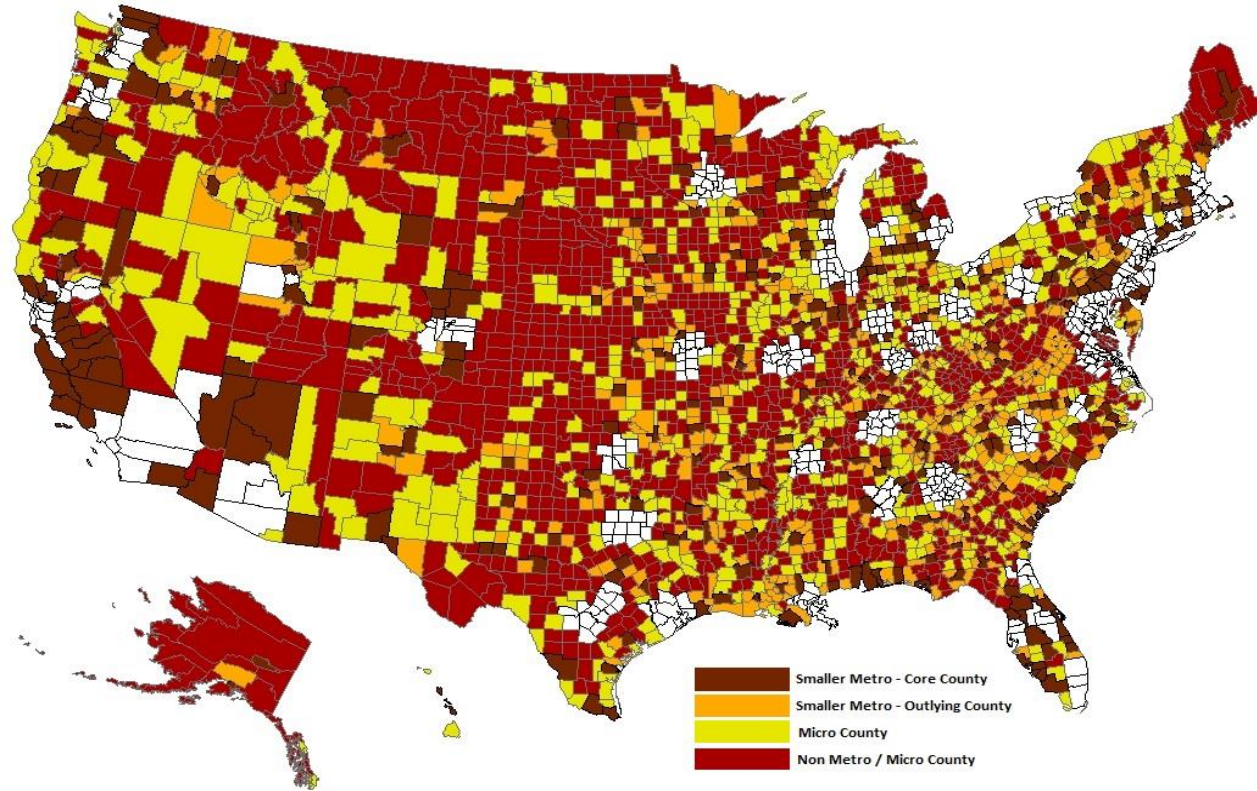 Smaller Metro - Core County
Smaller Metro - Outlying County
Micro County
Non Metro / Micro County